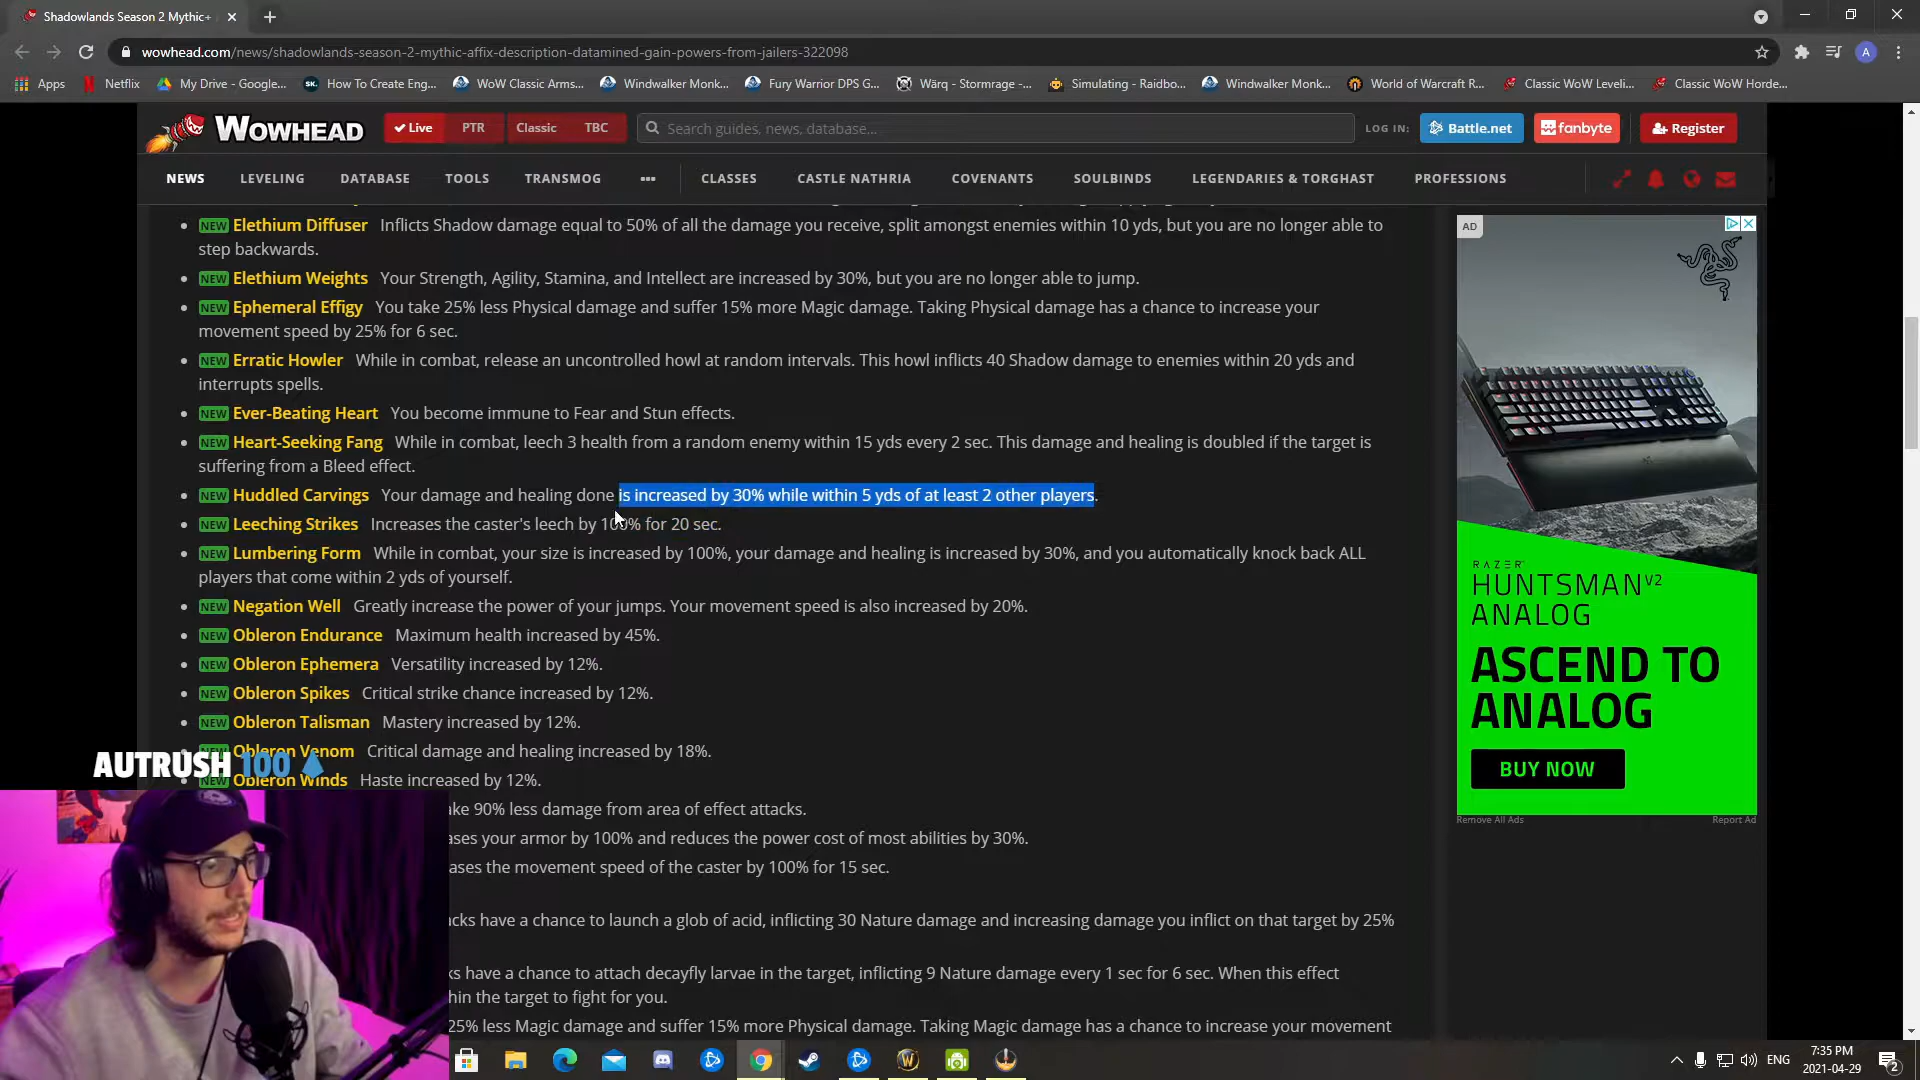 Shadowlands Season 2 Mythic+
wowhead.com/news/shadowlands-season-2-mythic-affix-description-datamined-gain-powers-from-jailers-322098
A
Apps Netflix My Drive - Google... SK. How To Create Eng... WoW Classic Arms... Windwalker Monk... Fury Warrior DPS G... Wärq - Stormrage -... Simulating - Raidbo... Windwalker Monk... World of Warcraft R... Classic WoW Leveli... Classic WoW Horde...
WOWHEAD Live PTR Classic TBC Search guides, news, database... LOG IN: Battle.net fanbyte Register
NEWS LEVELING DATABASE TOOLS TRANSMOG ... CLASSES CASTLE NATHRIA COVENANTS SOULBINDS LEGENDARIES & TORGHAST PROFESSIONS
NEW Elethium Diffuser Inflicts Shadow damage equal to 50% of all the damage you receive, split amongst enemies within 10 yds, but you are no longer able to
step backwards.
NEW Elethium Weights Your Strength, Agility, Stamina, and Intellect are increased by 30%, but you are no longer able to jump.
NEW Ephemeral Effigy You take 25% less Physical damage and suffer 15% more Magic damage. Taking Physical damage has a chance to increase your
movement speed by 25% for 6 sec.
NEW Erratic Howler While in combat, release an uncontrolled howl at random intervals. This howl inflicts 40 Shadow damage to enemies within 20 yds and
interrupts spells.
NEW Ever-Beating Heart You become immune to Fear and Stun effects.
NEW Heart-Seeking Fang While in combat, leech 3 health from a random enemy within 15 yds every 2 sec. This damage and healing is doubled if the target is
suffering from a Bleed effect.
NEW Huddled Carvings Your damage and healing done is increased by 30% while within 5 yds of at least 2 other players.
NEW Leeching Strikes Increases the caster's leech by 100% for 20 sec.
NEW Lumbering Form While in combat, your size is increased by 100%, your damage and healing is increased by 30%, and you automatically knock back ALL
players that come within 2 yds of yourself.
NEW Negation Well Greatly increase the power of your jumps. Your movement speed is also increased by 20%.
NEW Obleron Endurance Maximum health increased by 45%.
NEW Obleron Ephemera Versatility increased by 12%.
NEW Obleron Spikes Critical strike chance increased by 12%.
NEW Obleron Talisman Mastery increased by 12%.
NEW Obleron Venom Critical damage and healing increased by 18%.
AUTRUSH 100
NEW Obleron Winds Haste increased by 12%.
ke 90% less damage from area of effect attacks.
ases your armor by 100% and reduces the power cost of most abilities by 30%.
ases the movement speed of the caster by 100% for 15 sec.
cks have a chance to launch a glob of acid, inflicting 30 Nature damage and increasing damage you inflict on that target by 25%
ks have a chance to attach decayfly larvae in the target, inflicting 9 Nature damage every 1 sec for 6 sec. When this effect
hin the target to fight for you.
25% less Magic damage and suffer 15% more Physical damage. Taking Magic damage has a chance to increase your movement
AD
RAZER
HUNTSMAN V2
ANALOG
ASCEND TO
ANALOG
BUY NOW
Remove All Ads Report Ad
ENG
7:35 PM
2021-04-29
2